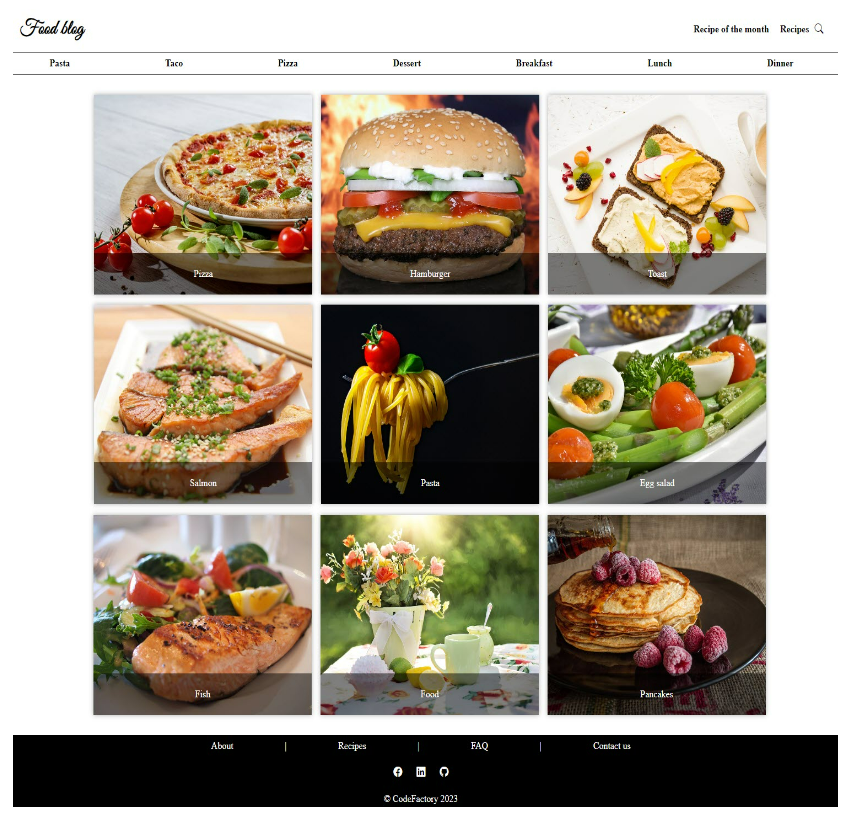 Food blog
Recipe of the month Recipes
Pasta Taco Pizza Dessert Breakfast Lunch Dinner
Pizza Hamburger Toast
Salmon Pasta Egg salad
Fish Food Pancakes
About | Recipes | FAQ | Contact us
© CodeFactory 2023